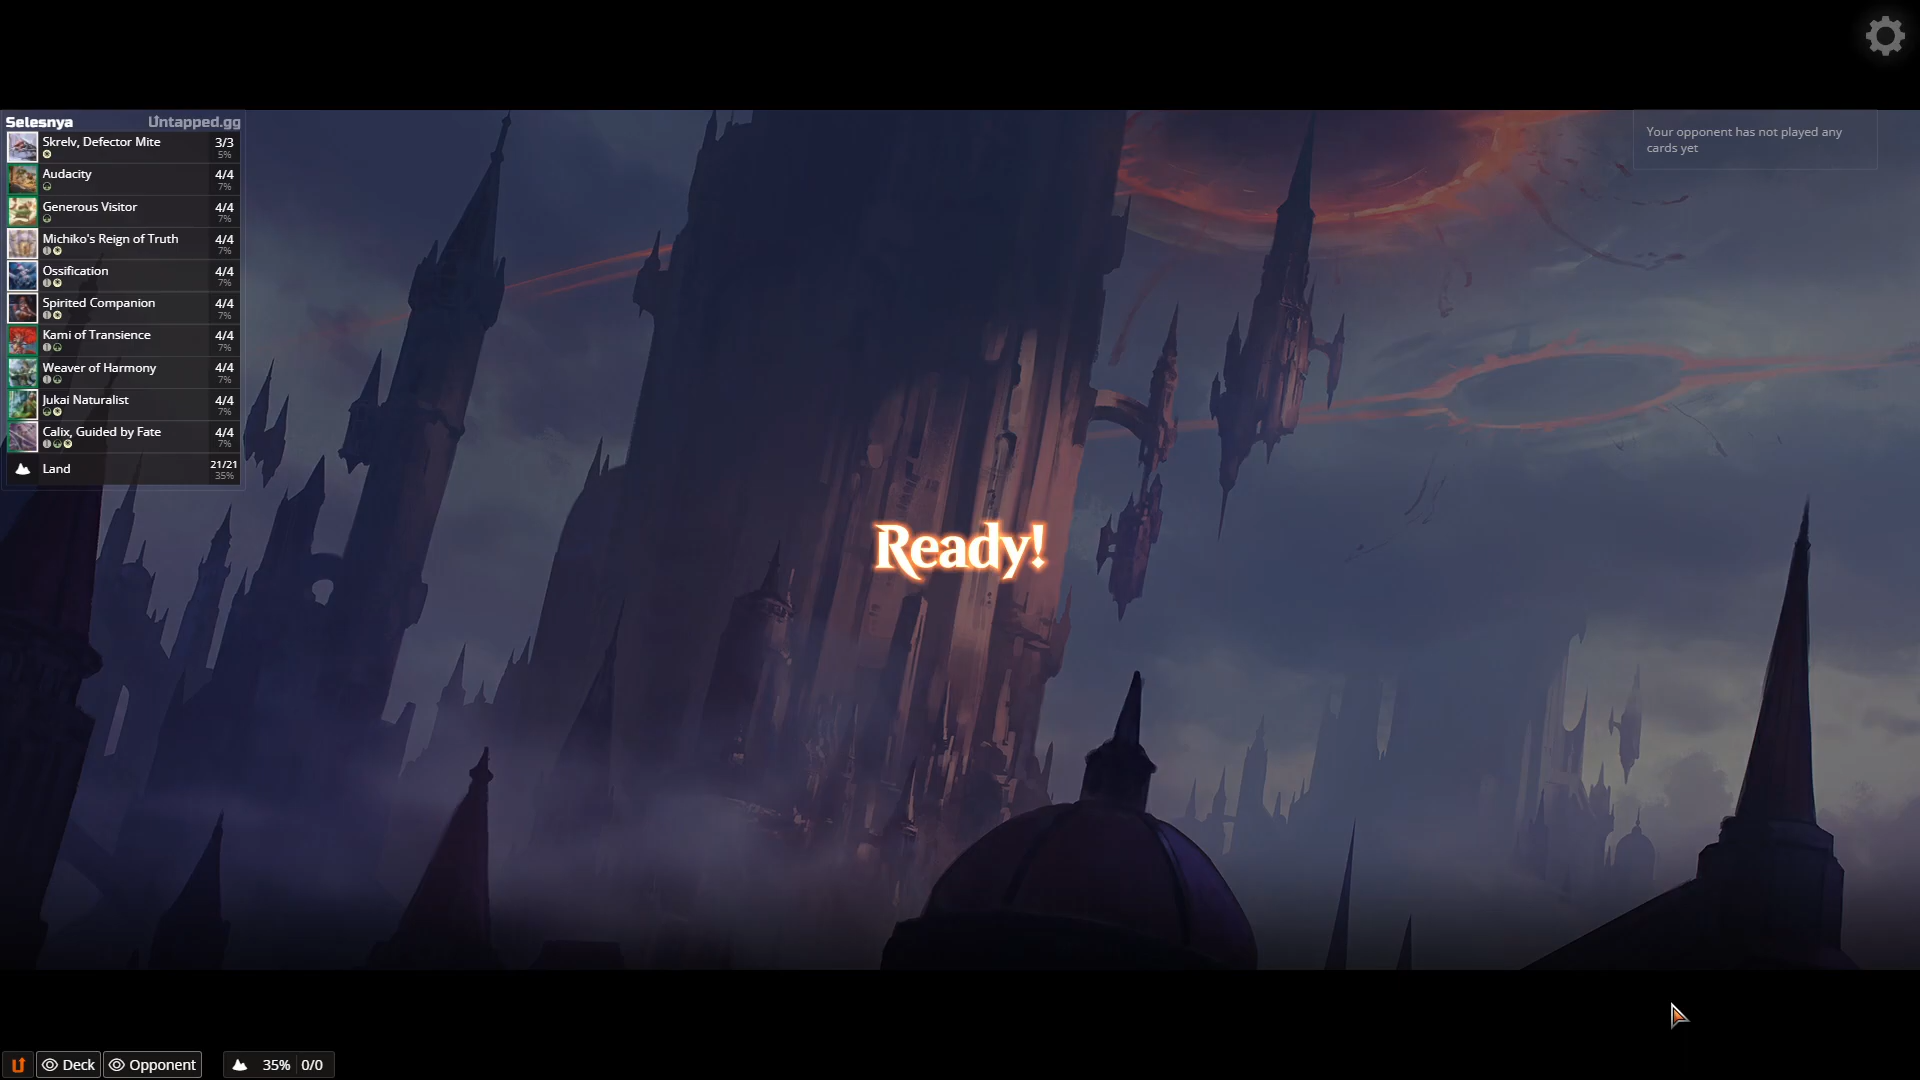 Selesnya Untapped.gg
Skrelv, Defector Mite 3/3
5%
Audacity 4/4
7%
Generous Visitor 4/4
7%
Michiko's Reign of Truth 4/4
7%
Ossification 4/4
7%
Spirited Companion 4/4
7%
Kami of Transience 4/4
7%
Weaver of Harmony 4/4
7%
Jukai Naturalist 4/4
7%
Calix, Guided by Fate 4/4
7%
Land 21/21
35%
Your opponent has not played any
cards yet
Ready!
Deck Opponent 35% 0/0